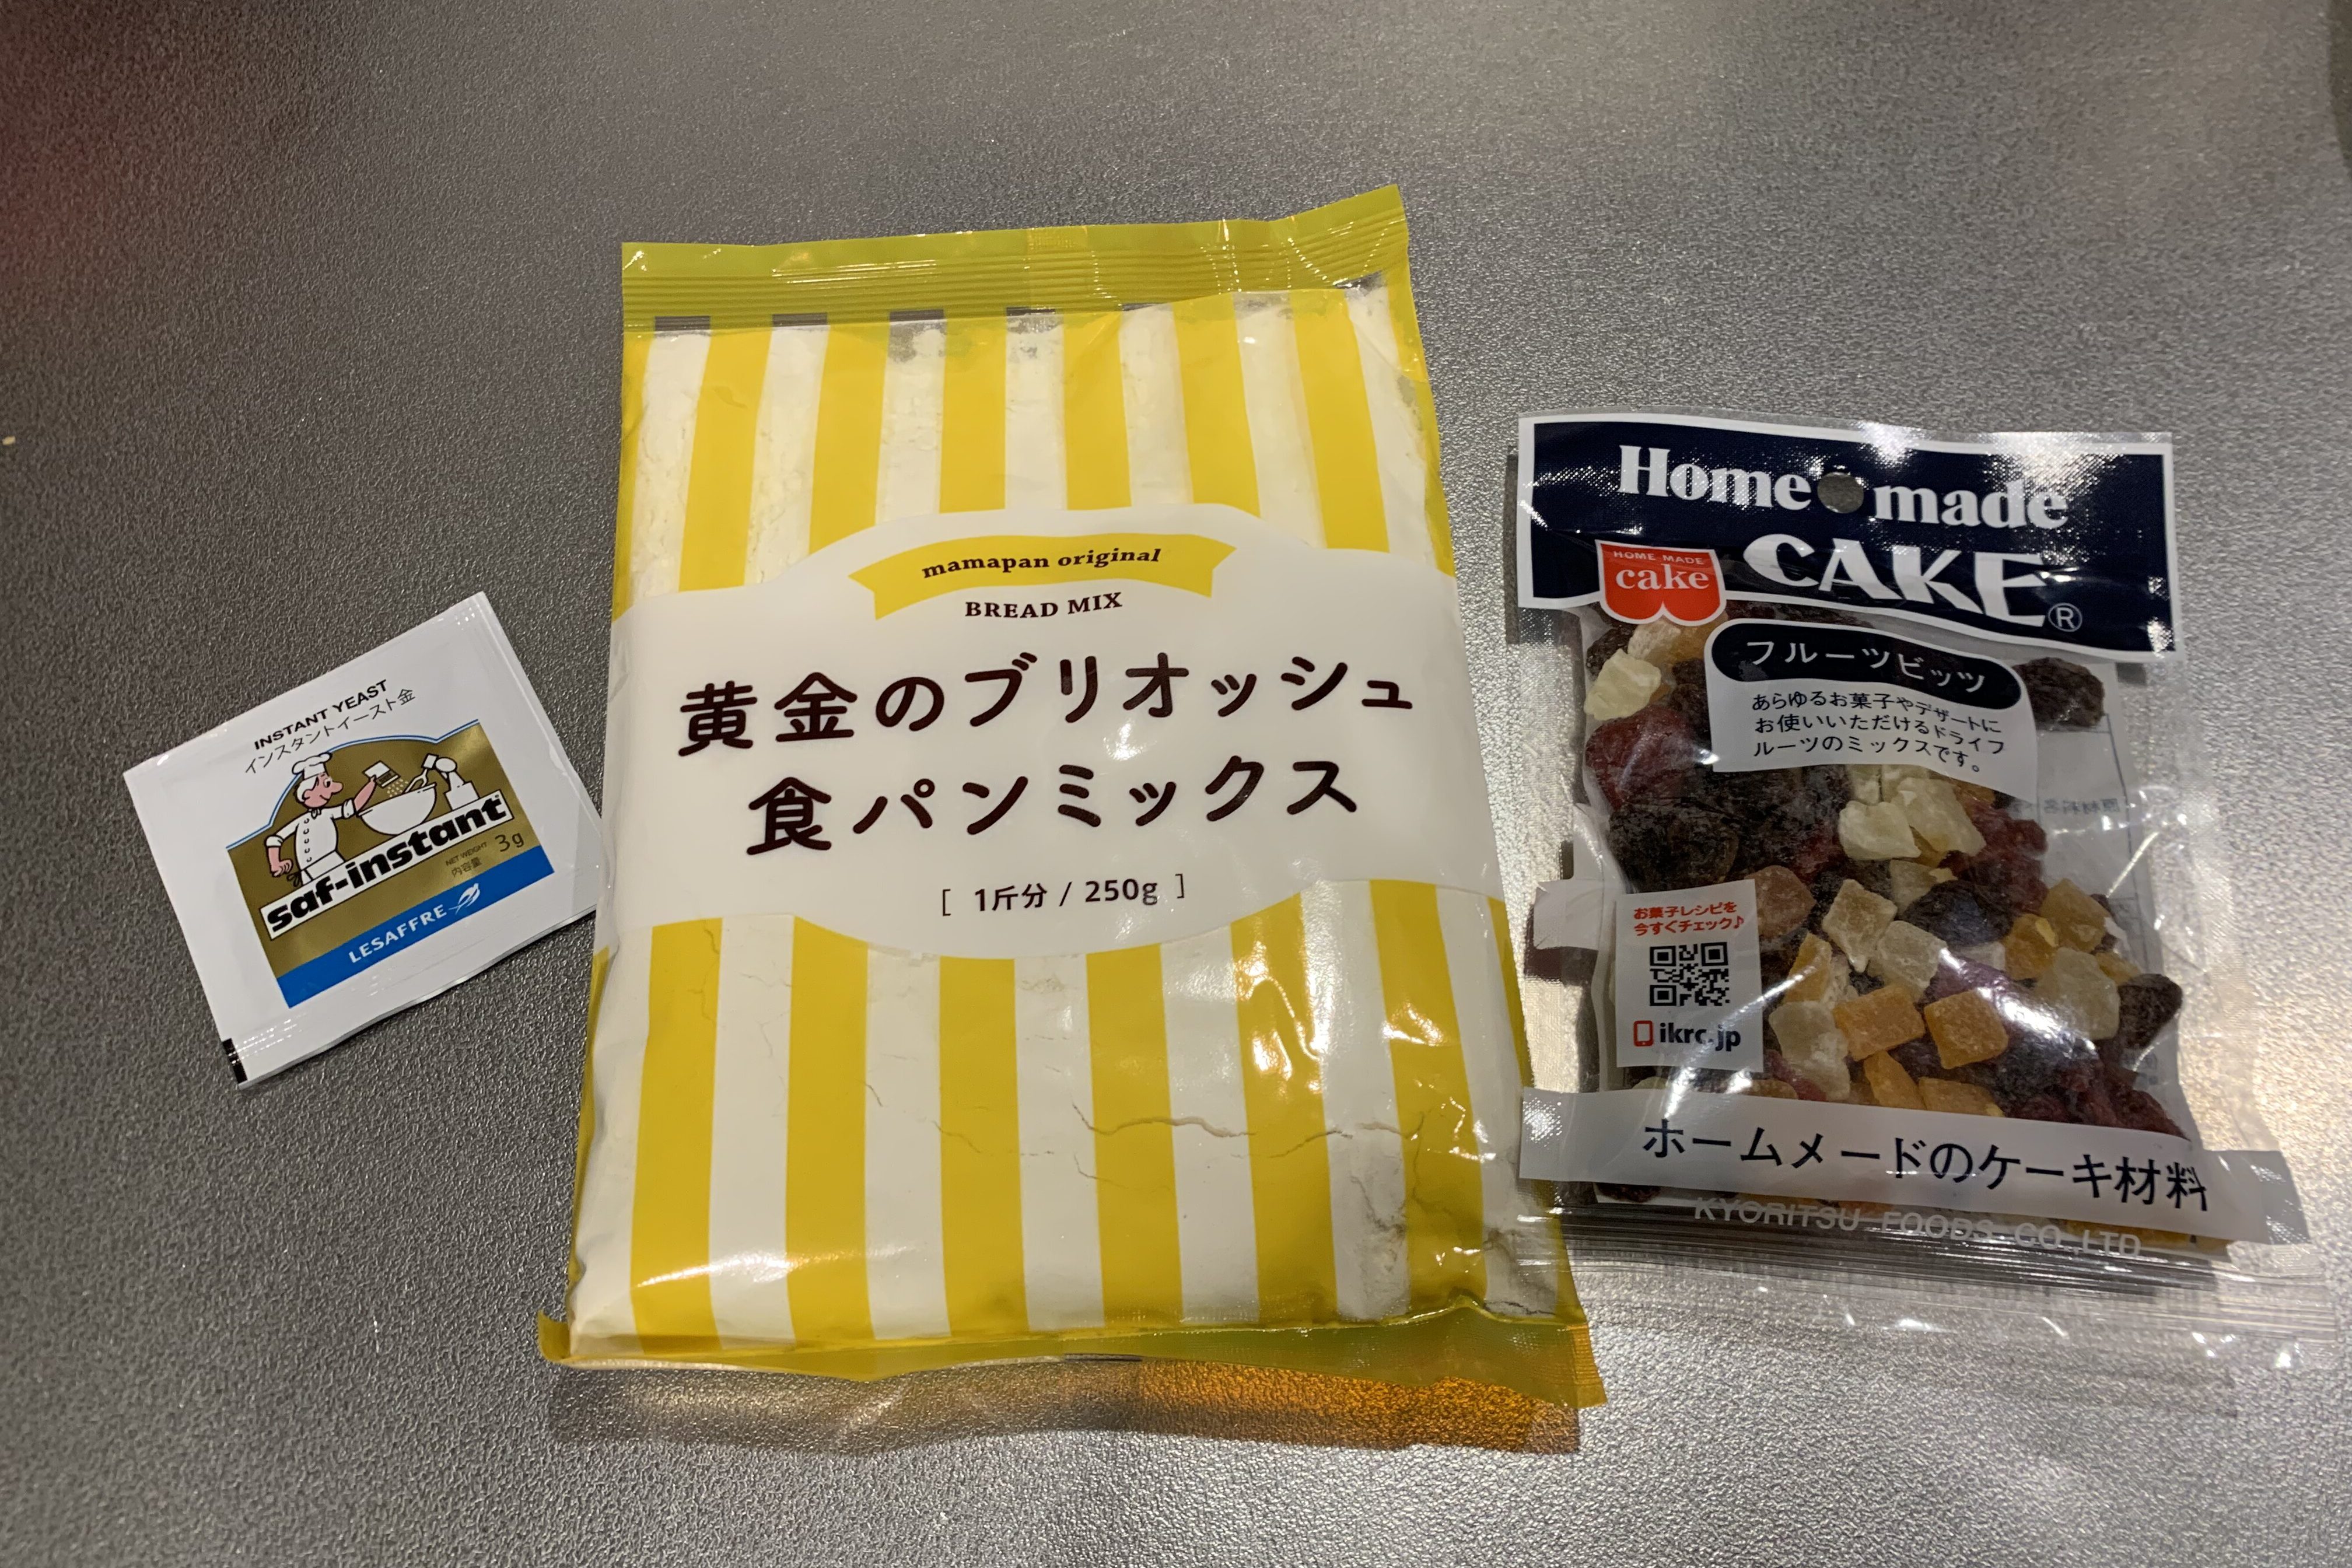 INSTANT YEAST
インスタントイースト金
saf-instant
NET WEIGHT
内容量 3g
LESAFFRE
mamapan original
BREAD MIX
黄金のブリオッシュ
食パンミックス
[ 1斤分 / 250g ]
Home made
CAKE®
HOME MADE
cake
フルーツビッツ
あらゆるお菓子やデザートに
お使いいただけるドライフ
ルーツのミックスです。
お菓子レシピを
今すぐチェック♪
ikrc.jp
ホームメードのケーキ材料
KYORITSU FOODS CO.LTD